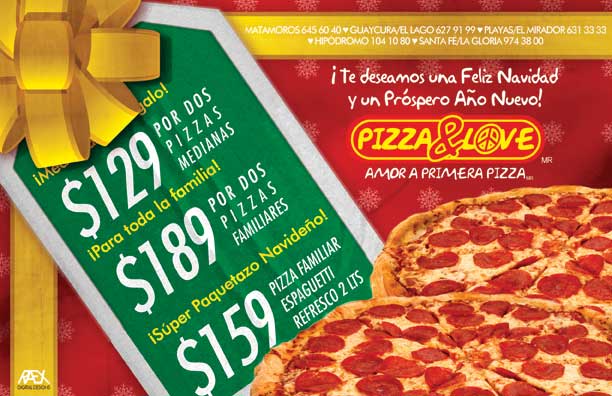 MATAMOROS 645 60 40 ♥ GUAYCURA/EL LAGO 627 91 99 ♥ PLAYAS/EL MIRADOR 631 33 33
♥ HIPÓDROMO 104 10 80 ♥ SANTA FE/LA GLORIA 974 38 00
¡Te deseamos una Feliz Navidad
y un Próspero Año Nuevo!
PIZZA&LOVE
MR
AMOR A PRIMERA PIZZA
MR
$129
POR DOS
PIZZAS
MEDIANAS
¡Para toda la familia!
$189
POR DOS
PIZZAS
FAMILIARES
¡Súper Paquetazo Navideño!
$159
PIZZA FAMILIAR
ESPAGUETTI
REFRESCO 2 LTS
DIGITALDESIGNS